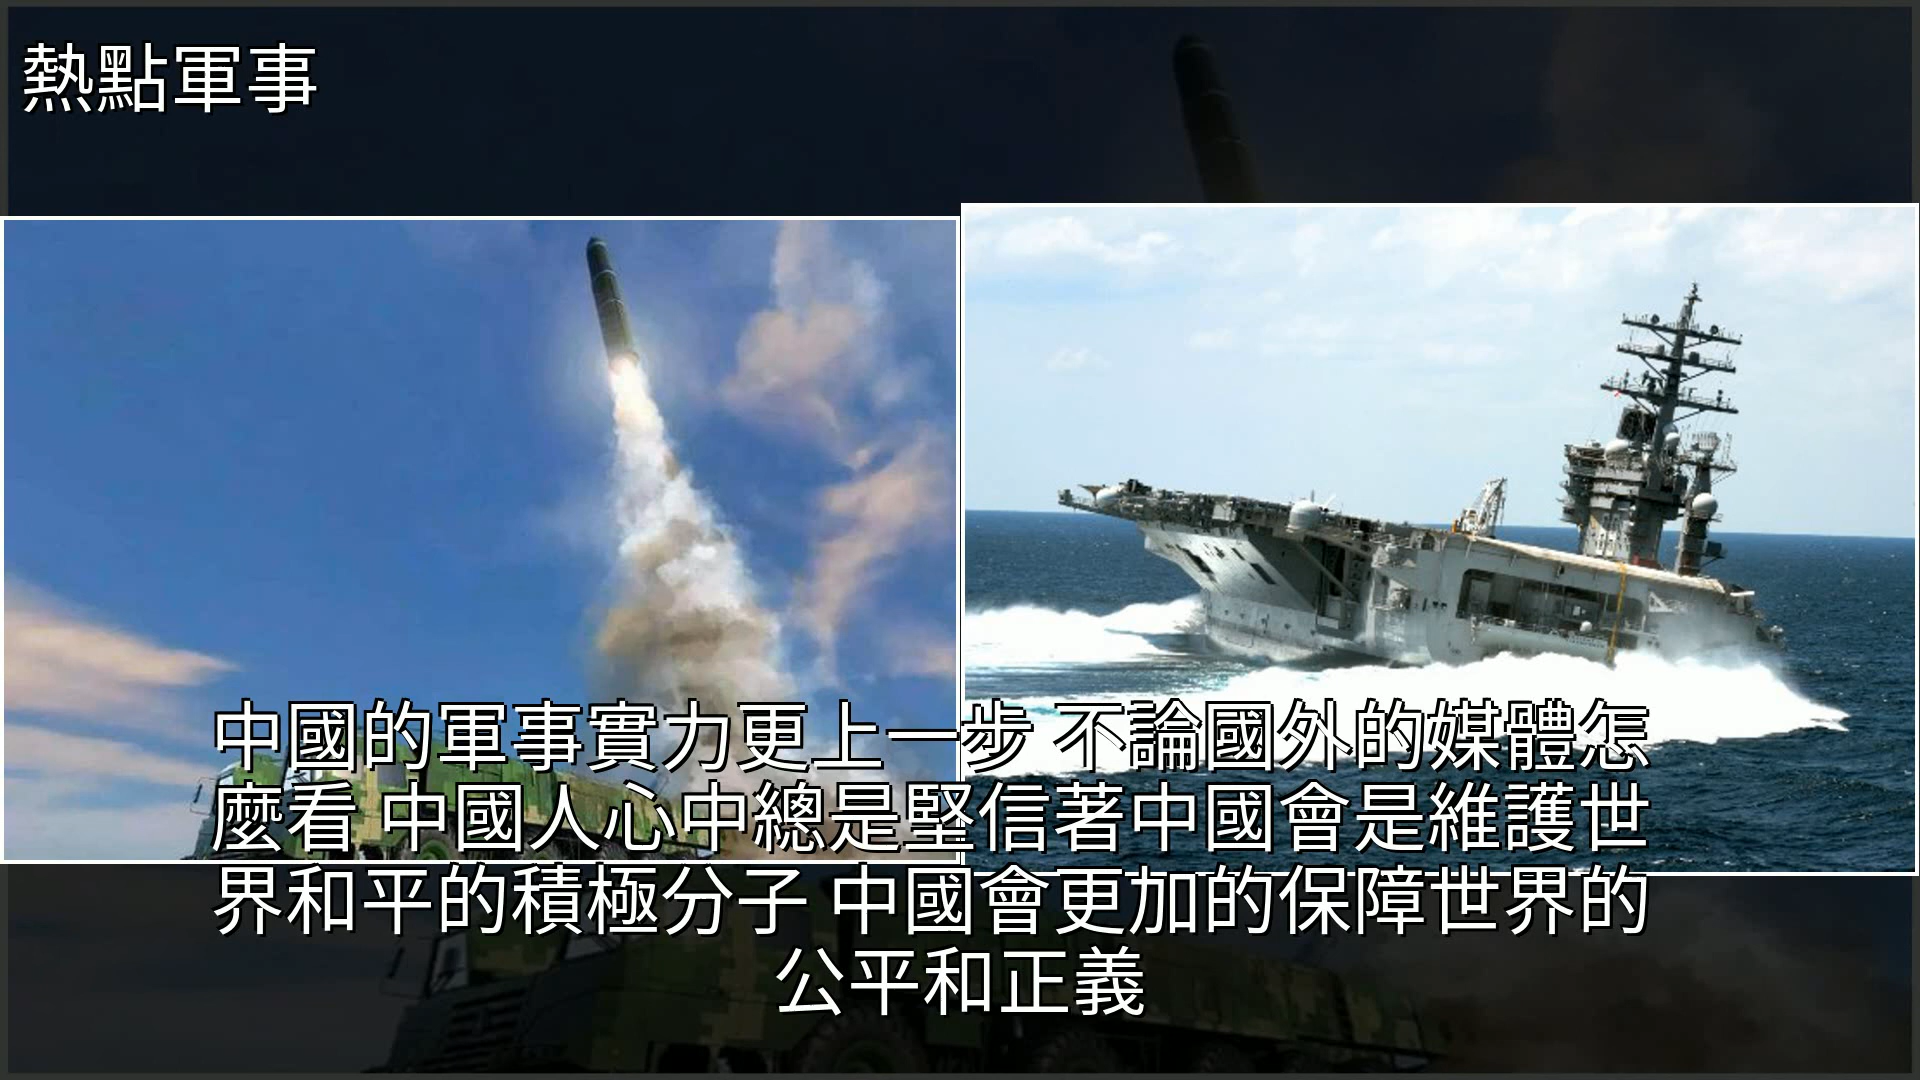 熱點軍事
中國的軍事實力更上一步 不論國外的媒體怎
麼看 中國人心中總是堅信著中國會是維護世
界和平的積極分子 中國會更加的保障世界的
公平和正義